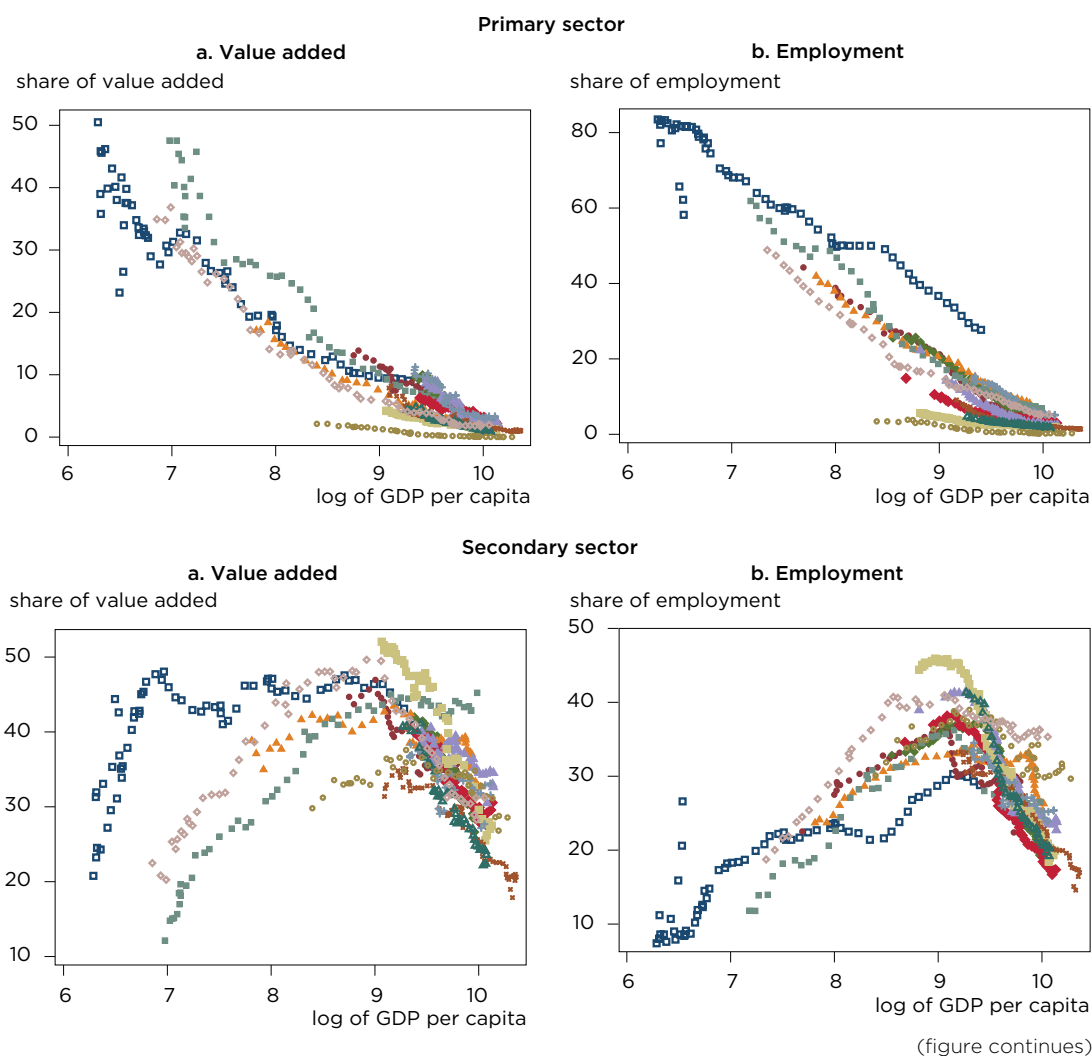 Primary sector
a. Value added
b. Employment
share of value added
share of employment
50
40
30
20
10
0
6 7 8 9 10
log of GDP per capita
80
60
40
20
0
6 7 8 9 10
log of GDP per capita
Secondary sector
a. Value added
b. Employment
share of value added
share of employment
50
40
30
20
10
6 7 8 9 10
log of GDP per capita
50
40
30
20
10
6 7 8 9 10
log of GDP per capita
(figure continues)